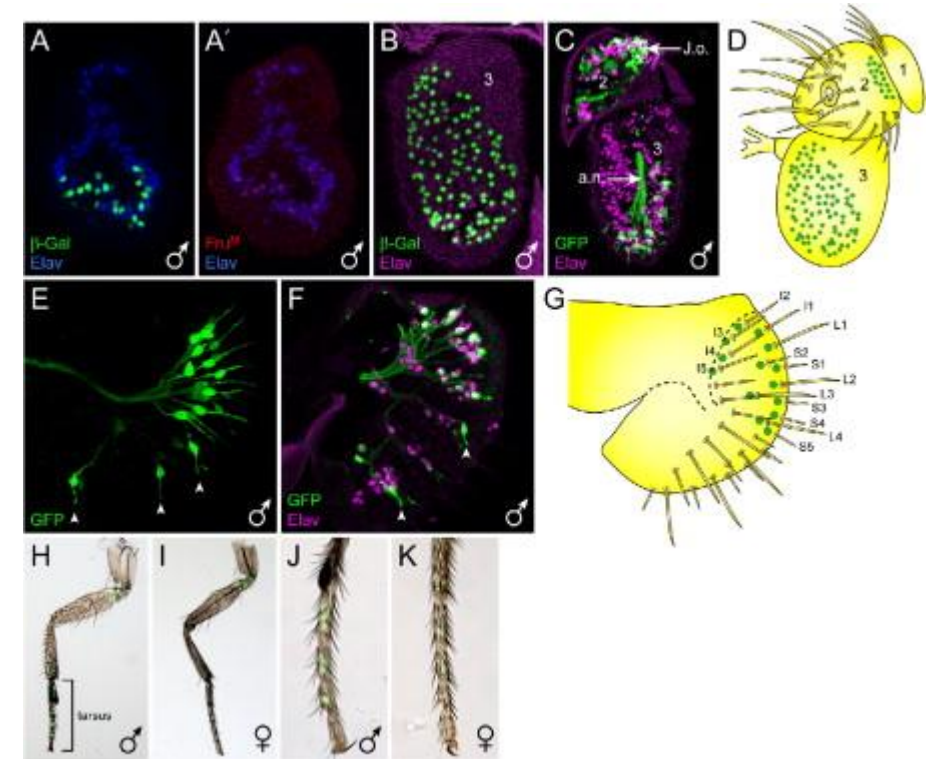 A
β-Gal
Elav
♂
A′
Fruᴹ
Elav
♂
B
3
β-Gal
Elav
♂
C
J.o.
2
3
a.n.
GFP
Elav
♂
D
1
2
3
E
GFP
♂
F
GFP
Elav
♂
G
I2
I1
I3
L1
I4
S2
S1
I5
L2
L3
S3
S4
L4
S5
H
tarsus
♂
I
♀
J
♂
K
♀